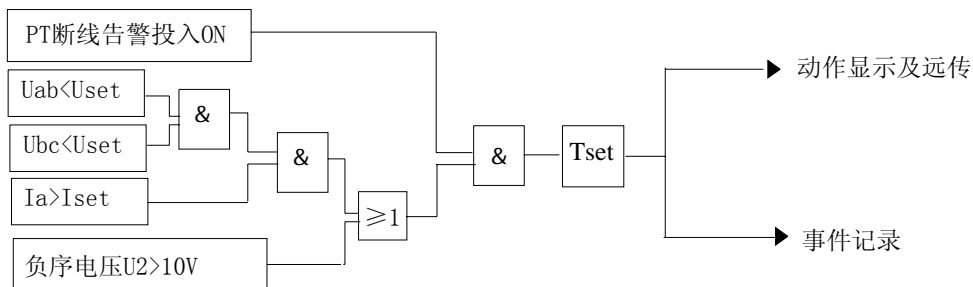 PT断线告警投入ON
动作显示及远传
Uab<Uset
&
Ubc<Uset
&
&
Tset
Ia>Iset
≥1
事件记录
负序电压U2>10V